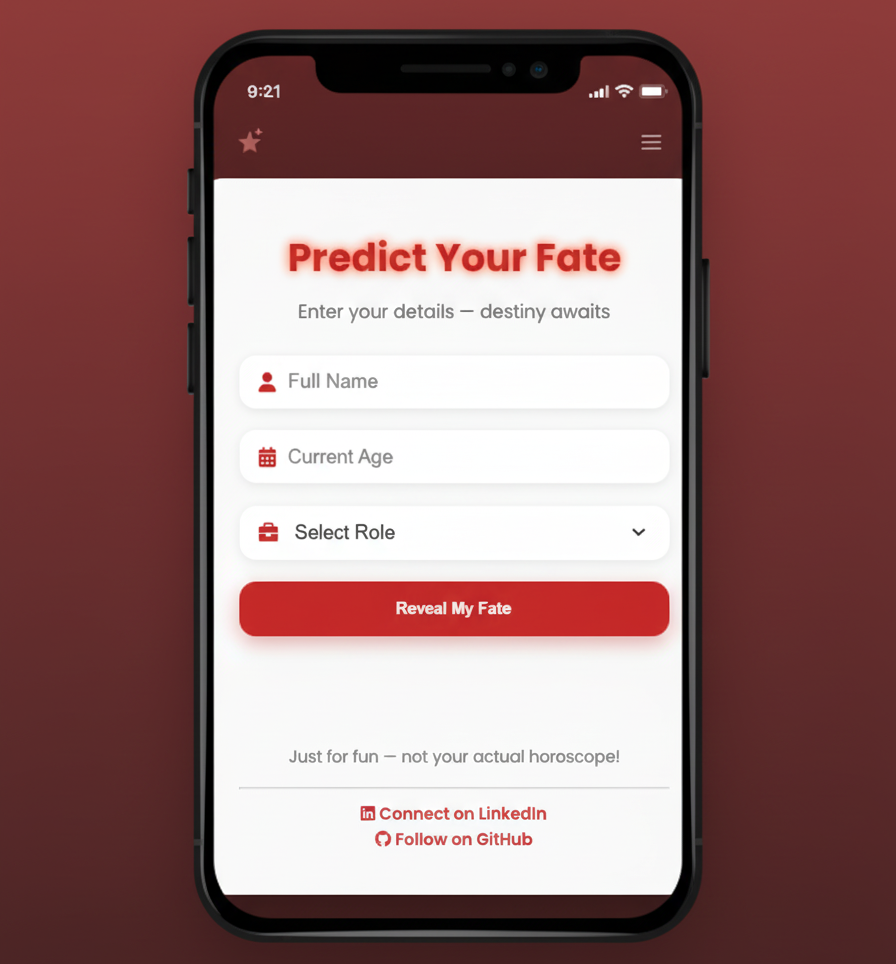 9:21
Predict Your Fate
Enter your details — destiny awaits
Full Name
Current Age
Select Role
Reveal My Fate
Just for fun — not your actual horoscope!
Connect on LinkedIn
Follow on GitHub